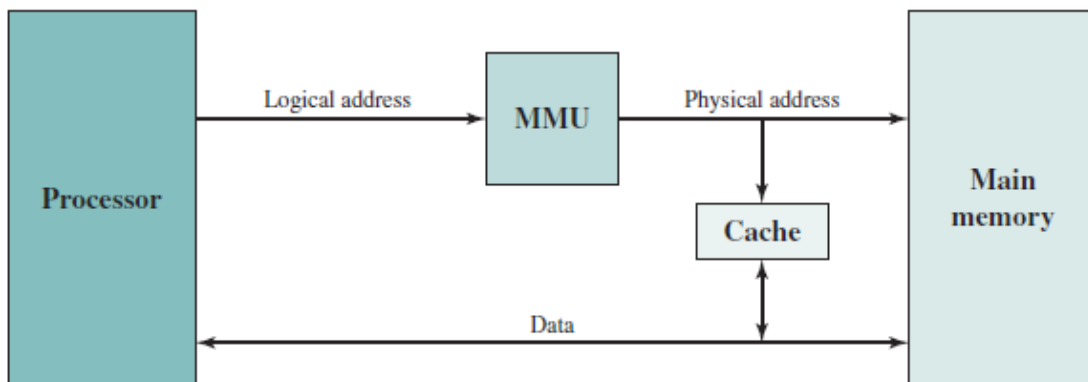 Logical address
Physical address
MMU
Processor
Main
memory
Cache
Data